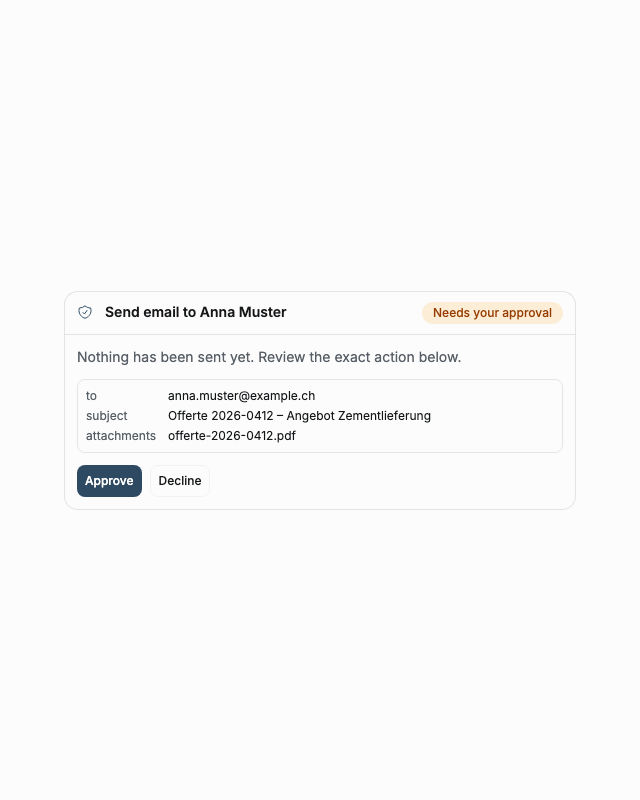 Send email to Anna Muster
Needs your approval
Nothing has been sent yet. Review the exact action below.
to anna.muster@example.ch
subject Offerte 2026-0412 – Angebot Zementlieferung
attachments offerte-2026-0412.pdf
Approve Decline